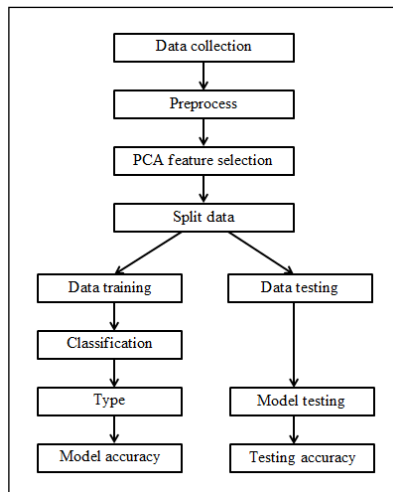 Data collection
Preprocess
PCA feature selection
Split data
Data training
Data testing
Classification
Type
Model testing
Model accuracy
Testing accuracy